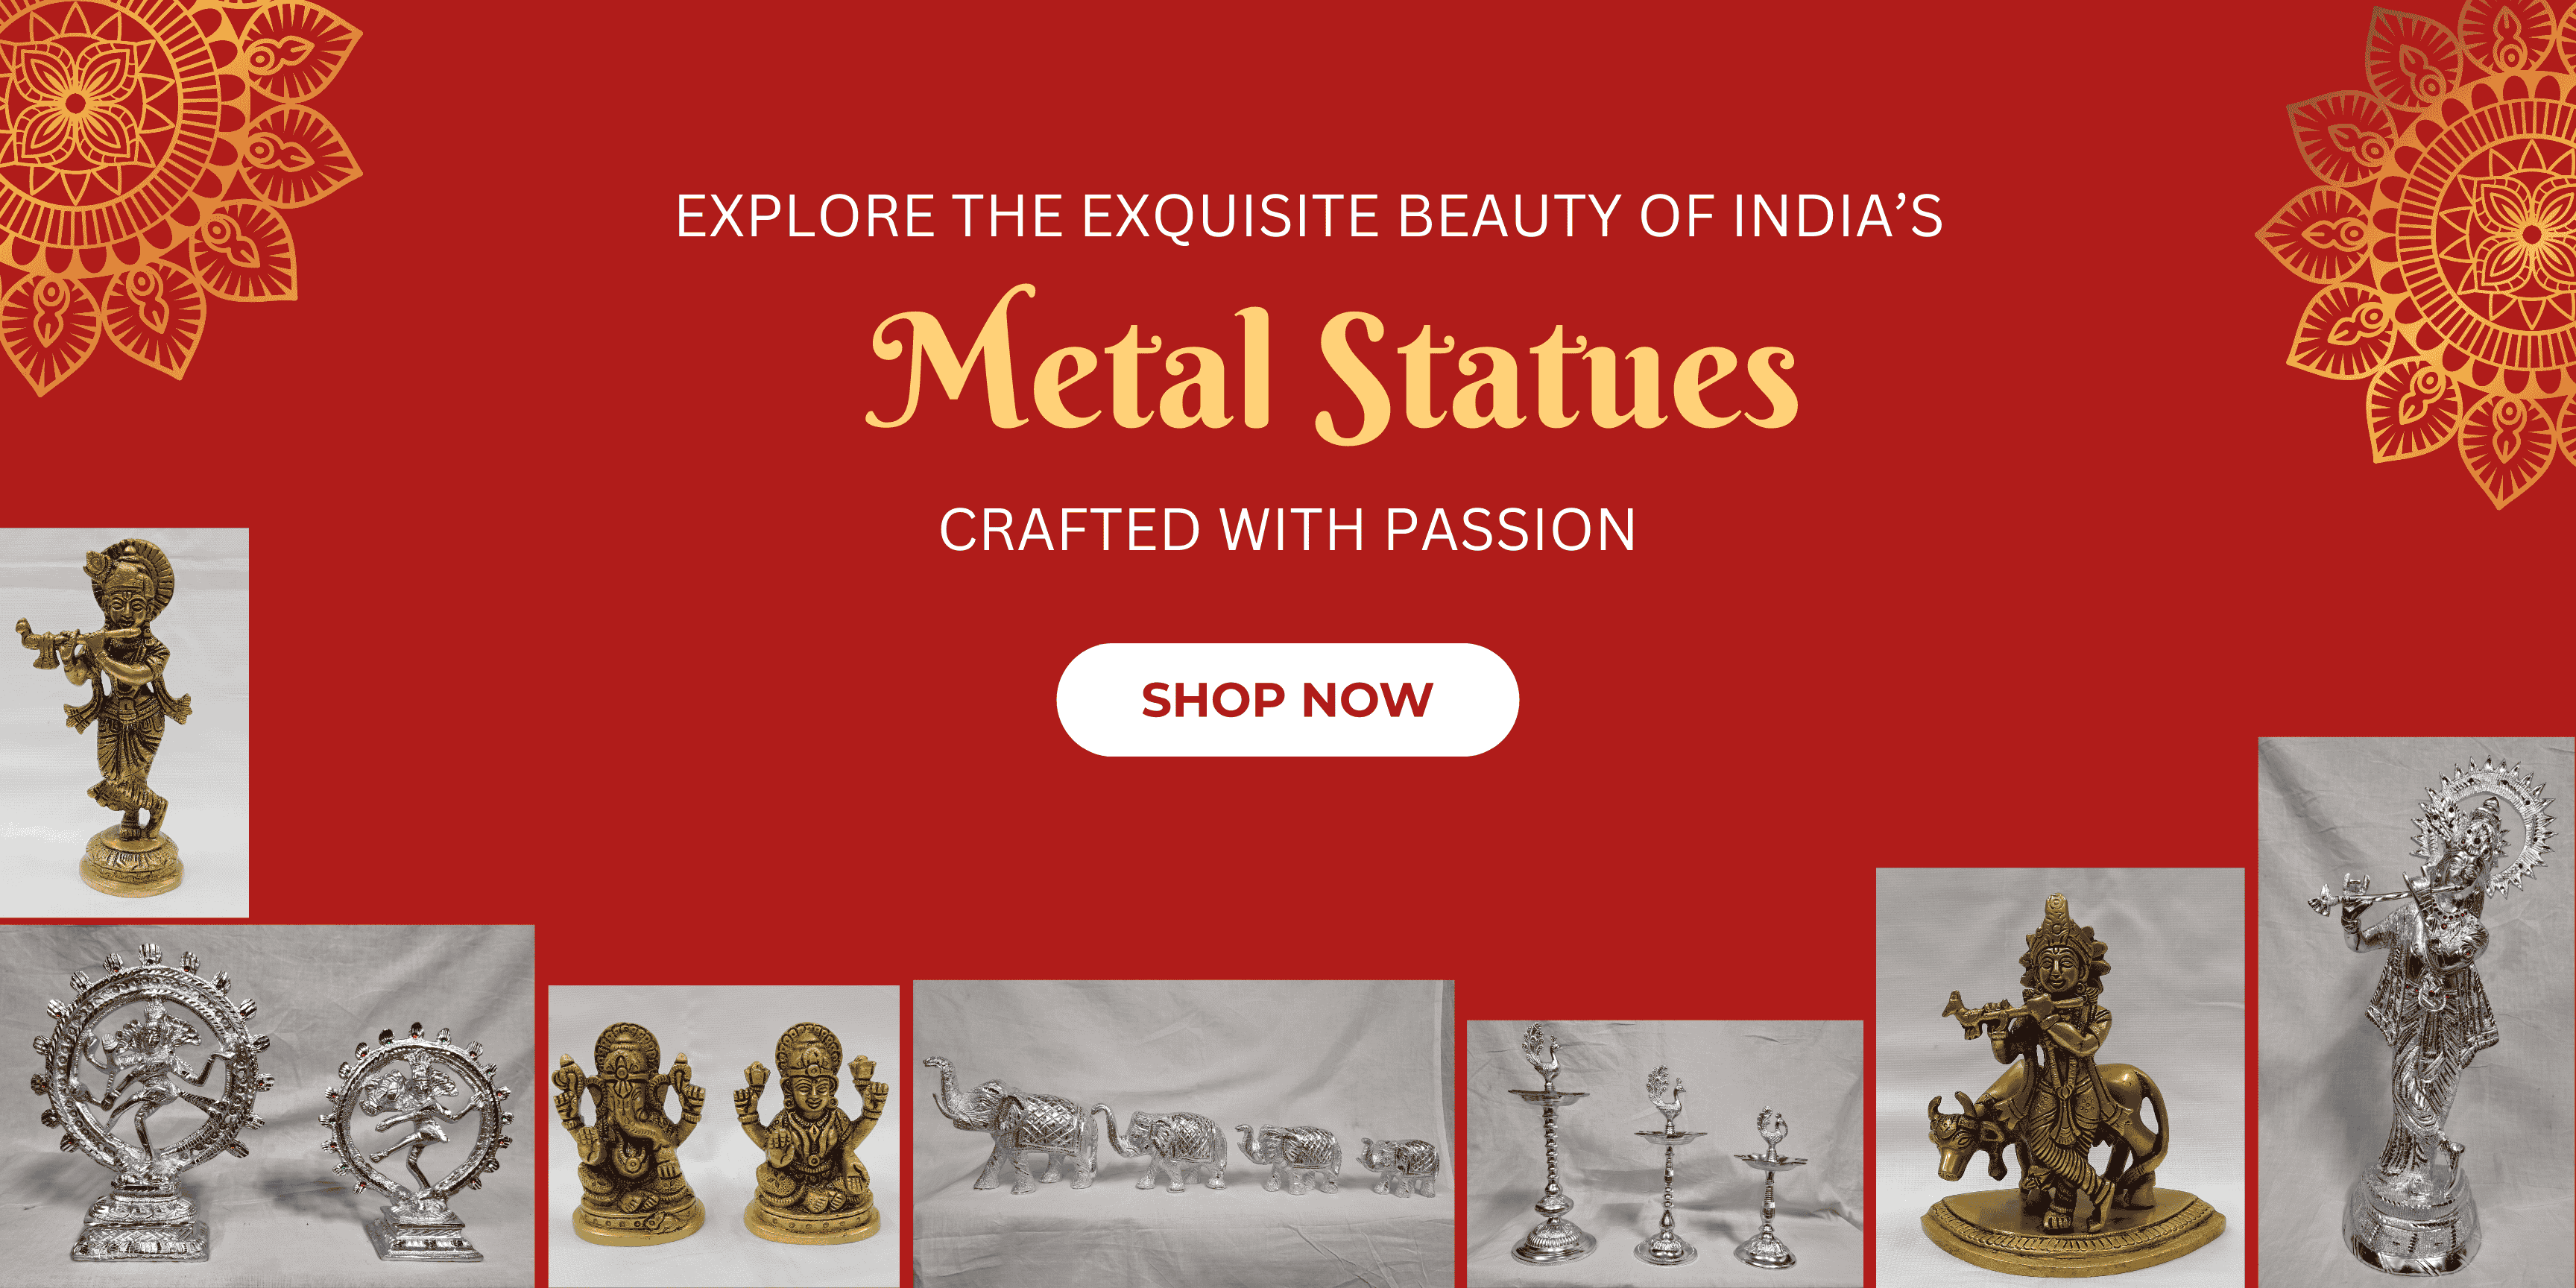 EXPLORE THE EXQUISITE BEAUTY OF INDIA’S
Metal Statues
CRAFTED WITH PASSION
SHOP NOW